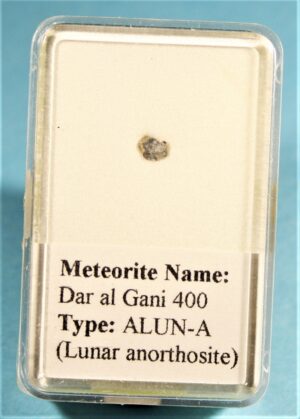 Meteorite Name:
Dar al Gani 400
Type: ALUN-A
(Lunar anorthosite)